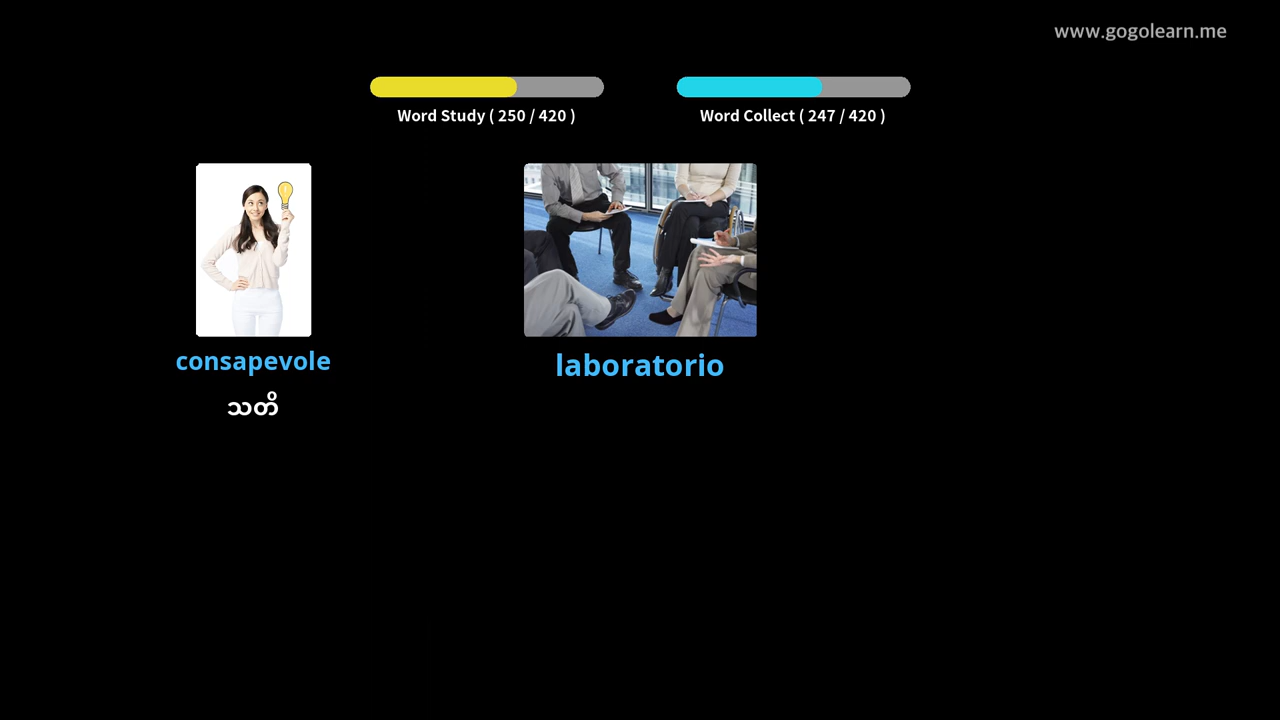 www.gogolearn.me
Word Study ( 250 / 420 )
Word Collect ( 247 / 420 )
consapevole
laboratorio
သတိ